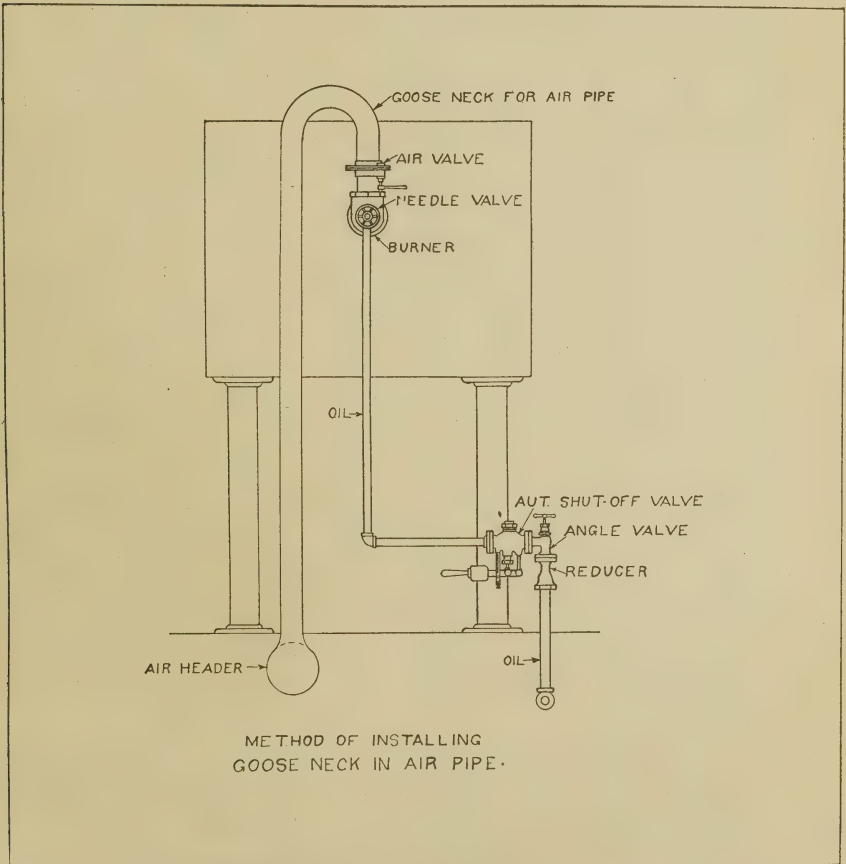 GOOSE NECK FOR AIR PIPE
AIR VALVE
NEEDLE VALVE
BURNER
OIL
AUT. SHUT-OFF VALVE
ANGLE VALVE
REDUCER
OIL
AIR HEADER
METHOD OF INSTALLING
GOOSE NECK IN AIR PIPE.